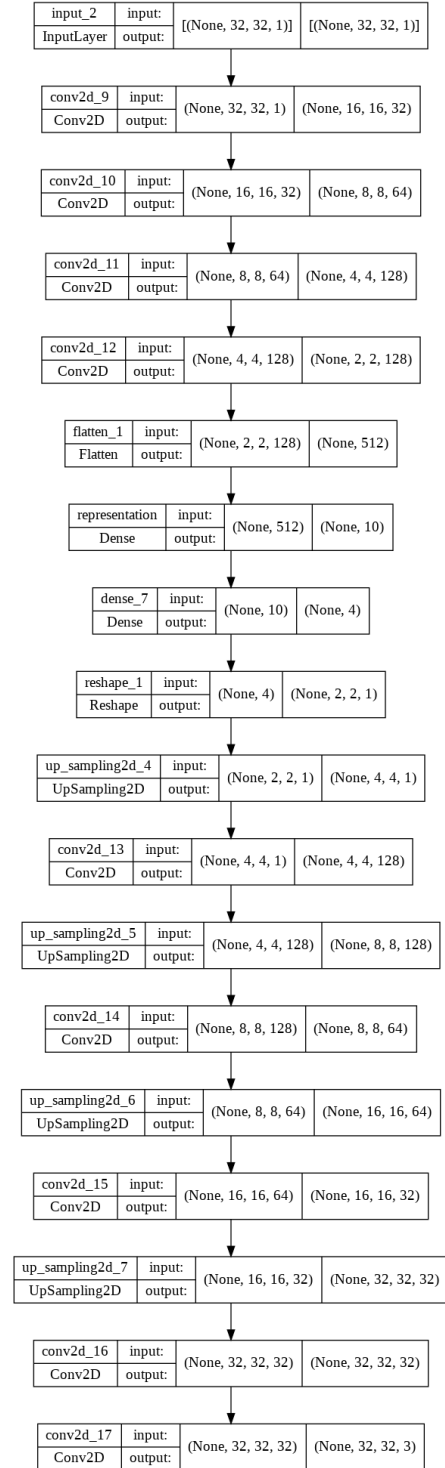 input_2 input: [(None, 32, 32, 1)] [(None, 32, 32, 1)]
InputLayer output:
conv2d_9 input: (None, 32, 32, 1) (None, 16, 16, 32)
Conv2D output:
conv2d_10 input: (None, 16, 16, 32) (None, 8, 8, 64)
Conv2D output:
conv2d_11 input: (None, 8, 8, 64) (None, 4, 4, 128)
Conv2D output:
conv2d_12 input: (None, 4, 4, 128) (None, 2, 2, 128)
Conv2D output:
flatten_1 input: (None, 2, 2, 128) (None, 512)
Flatten output:
representation input: (None, 512) (None, 10)
Dense output:
dense_7 input: (None, 10) (None, 4)
Dense output:
reshape_1 input: (None, 4) (None, 2, 2, 1)
Reshape output:
up_sampling2d_4 input: (None, 2, 2, 1) (None, 4, 4, 1)
UpSampling2D output:
conv2d_13 input: (None, 4, 4, 1) (None, 4, 4, 128)
Conv2D output:
up_sampling2d_5 input: (None, 4, 4, 128) (None, 8, 8, 128)
UpSampling2D output:
conv2d_14 input: (None, 8, 8, 128) (None, 8, 8, 64)
Conv2D output:
up_sampling2d_6 input: (None, 8, 8, 64) (None, 16, 16, 64)
UpSampling2D output:
conv2d_15 input: (None, 16, 16, 64) (None, 16, 16, 32)
Conv2D output:
up_sampling2d_7 input: (None, 16, 16, 32) (None, 32, 32, 32)
UpSampling2D output:
conv2d_16 input: (None, 32, 32, 32) (None, 32, 32, 32)
Conv2D output:
conv2d_17 input: (None, 32, 32, 32) (None, 32, 32, 3)
Conv2D output: